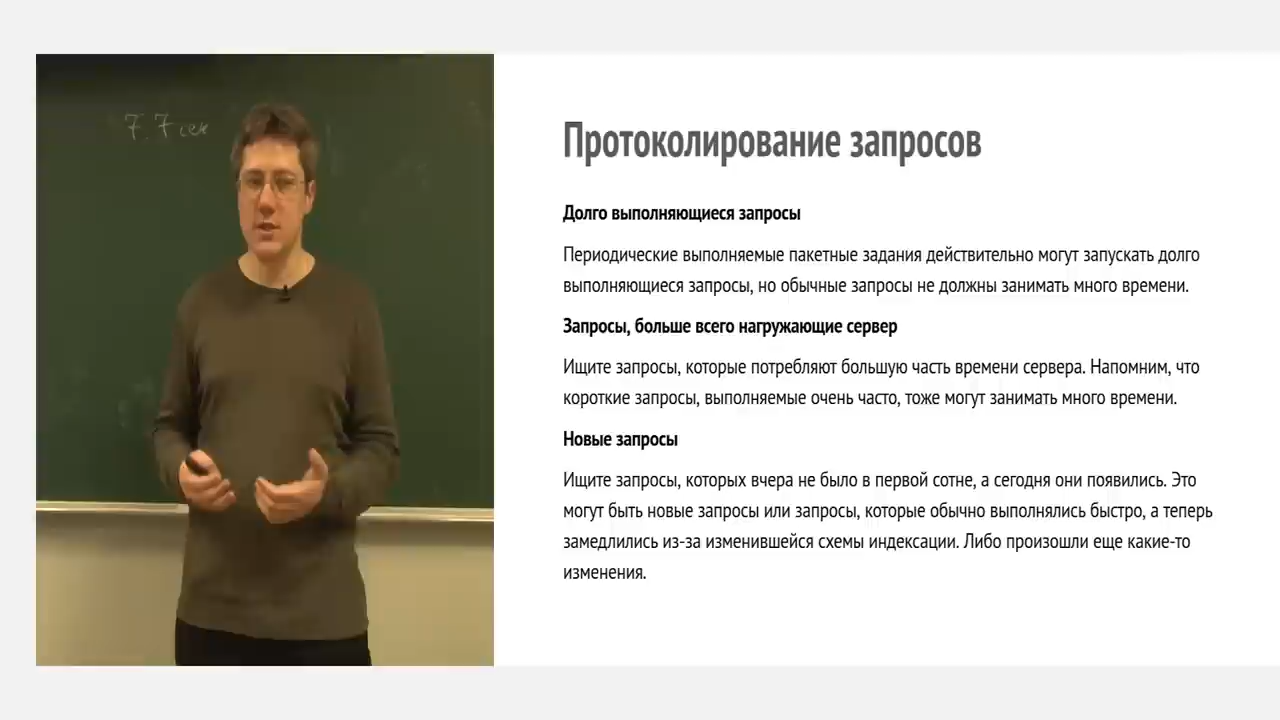 Протоколирование запросов
Долго выполняющиеся запросы
Периодические выполняемые пакетные задания действительно могут запускать долго
выполняющиеся запросы, но обычные запросы не должны занимать много времени.
Запросы, больше всего нагружающие сервер
Ищите запросы, которые потребляют большую часть времени сервера. Напомним, что
короткие запросы, выполняемые очень часто, тоже могут занимать много времени.
Новые запросы
Ищите запросы, которых вчера не было в первой сотне, а сегодня они появились. Это
могут быть новые запросы или запросы, которые обычно выполнялись быстро, а теперь
замедлились из-за изменившейся схемы индексации. Либо произошли еще какие-то
изменения.